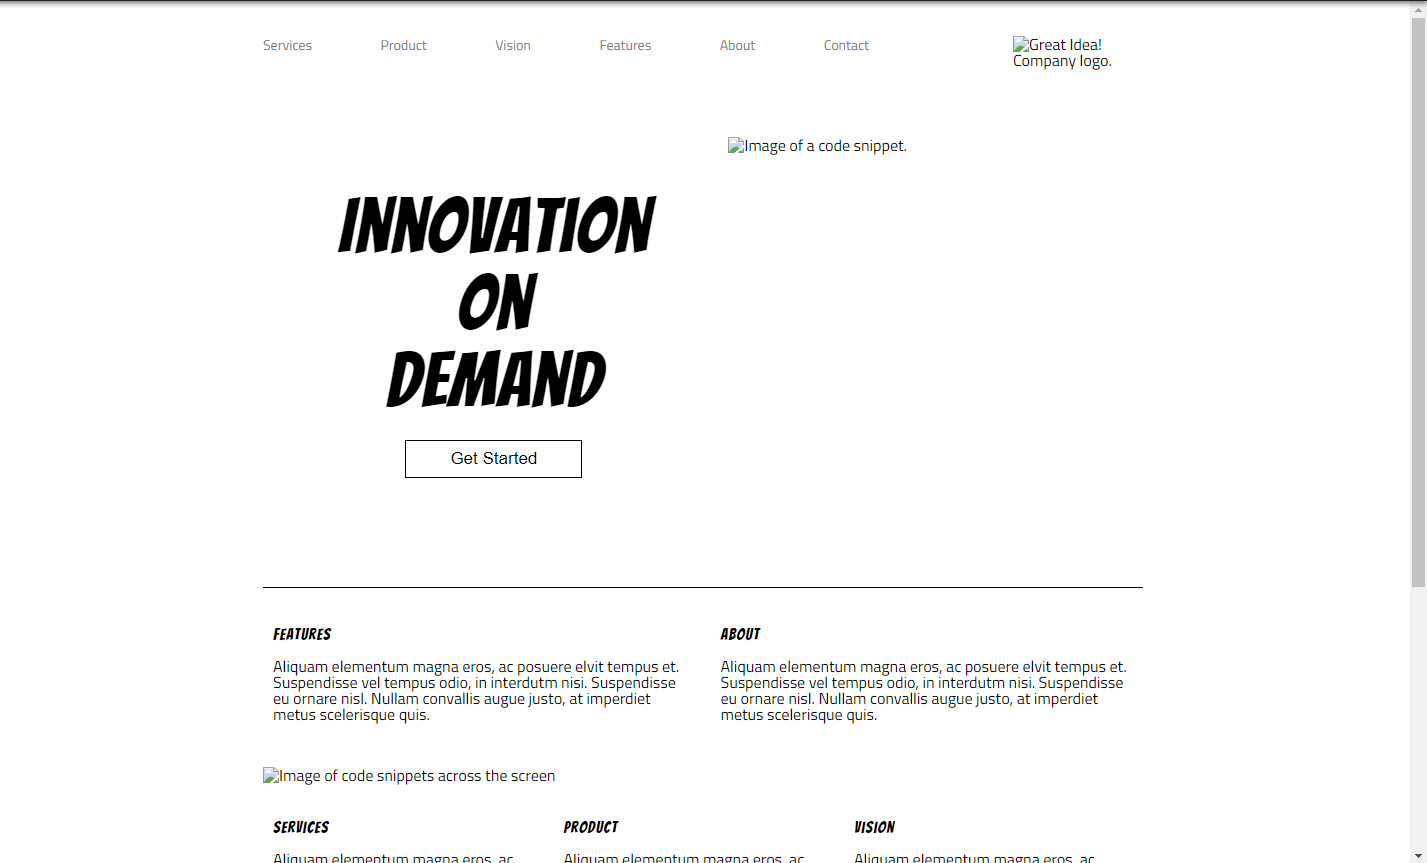 Services Product Vision Features About Contact
Great Idea!
Company logo.
Image of a code snippet.
INNOVATION
ON
DEMAND
Get Started
FEATURES
Aliquam elementum magna eros, ac posuere elvit tempus et.
Suspendisse vel tempus odio, in interdutm nisi. Suspendisse
eu ornare nisl. Nullam convallis augue justo, at imperdiet
metus scelerisque quis.
ABOUT
Aliquam elementum magna eros, ac posuere elvit tempus et.
Suspendisse vel tempus odio, in interdutm nisi. Suspendisse
eu ornare nisl. Nullam convallis augue justo, at imperdiet
metus scelerisque quis.
Image of code snippets across the screen
SERVICES
Aliquam elementum magna eros, ac
PRODUCT
Aliquam elementum magna eros, ac
VISION
Aliquam elementum magna eros, ac